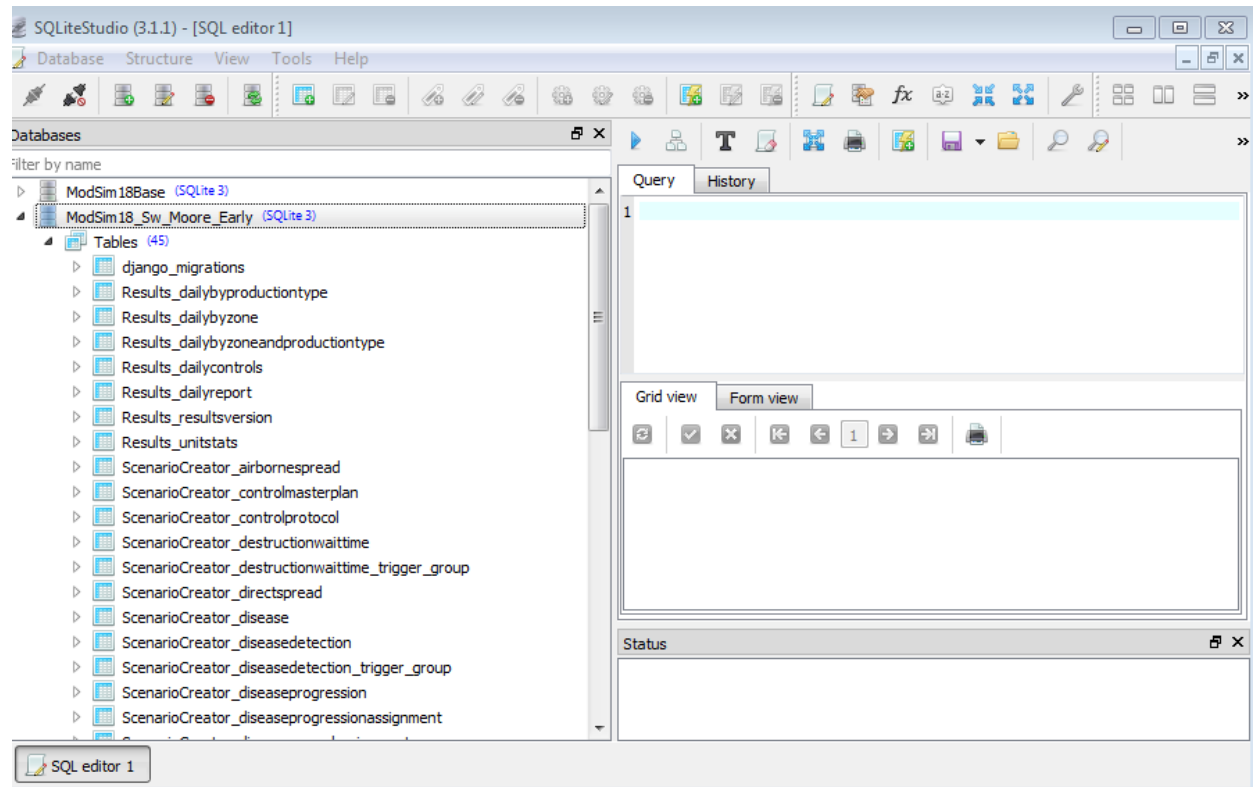 SQLiteStudio (3.1.1) - [SQL editor 1]
Database Structure View Tools Help
Databases
Filter by name
ModSim18Base (SQLite 3)
ModSim18_Sw_Moore_Early (SQLite 3)
Tables (45)
django_migrations
Results_dailybyproductiontype
Results_dailybyzone
Results_dailybyzoneandproductiontype
Results_dailycontrols
Results_dailyreport
Results_resultsversion
Results_unitstats
ScenarioCreator_airbornespread
ScenarioCreator_controlmasterplan
ScenarioCreator_controlprotocol
ScenarioCreator_destructionwaittime
ScenarioCreator_destructionwaittime_trigger_group
ScenarioCreator_directspread
ScenarioCreator_disease
ScenarioCreator_diseasedetection
ScenarioCreator_diseasedetection_trigger_group
ScenarioCreator_diseaseprogression
ScenarioCreator_diseaseprogressionassignment
Query History
1
Grid view Form view
1
Status
SQL editor 1